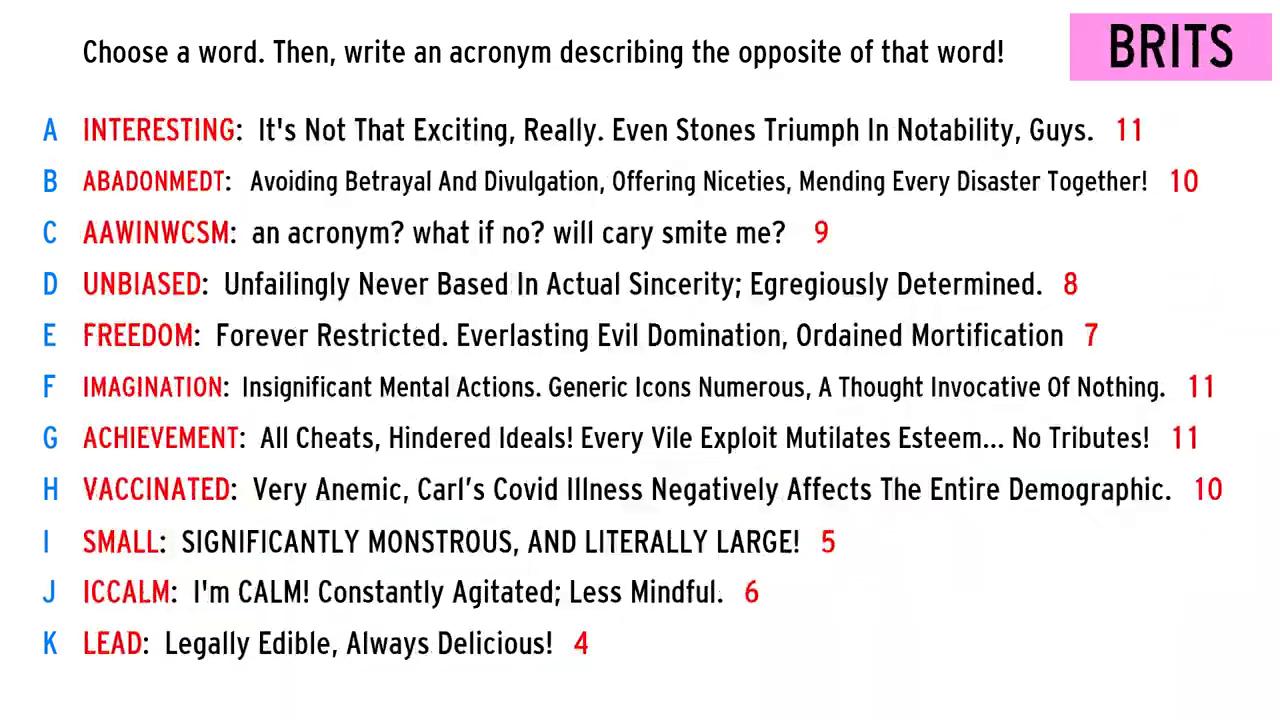 Choose a word. Then, write an acronym describing the opposite of that word!
BRITS
A INTERESTING: It's Not That Exciting, Really. Even Stones Triumph In Notability, Guys. 11
B ABADONMEDT: Avoiding Betrayal And Divulgation, Offering Niceties, Mending Every Disaster Together! 10
C AAWINWCSM: an acronym? what if no? will cary smite me? 9
D UNBIASED: Unfailingly Never Based In Actual Sincerity; Egregiously Determined. 8
E FREEDOM: Forever Restricted. Everlasting Evil Domination, Ordained Mortification 7
F IMAGINATION: Insignificant Mental Actions. Generic Icons Numerous, A Thought Invocative Of Nothing. 11
G ACHIEVEMENT: All Cheats, Hindered Ideals! Every Vile Exploit Mutilates Esteem... No Tributes! 11
H VACCINATED: Very Anemic, Carl's Covid Illness Negatively Affects The Entire Demographic. 10
I SMALL: SIGNIFICANTLY MONSTROUS, AND LITERALLY LARGE! 5
J ICCALM: I'm CALM! Constantly Agitated; Less Mindful. 6
K LEAD: Legally Edible, Always Delicious! 4